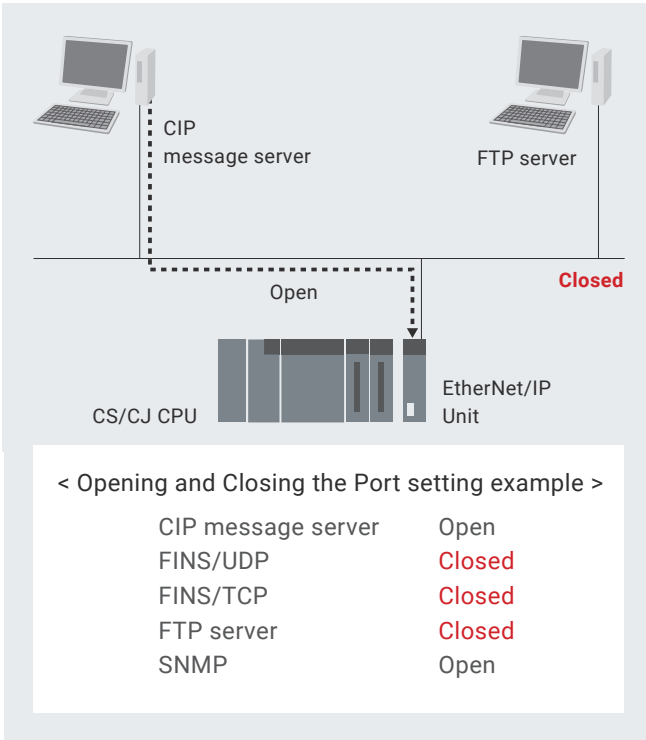 CIP
message server
FTP server
Closed
Open
CS/CJ CPU
EtherNet/IP
Unit
< Opening and Closing the Port setting example >
CIP message server Open
FINS/UDP Closed
FINS/TCP Closed
FTP server Closed
SNMP Open